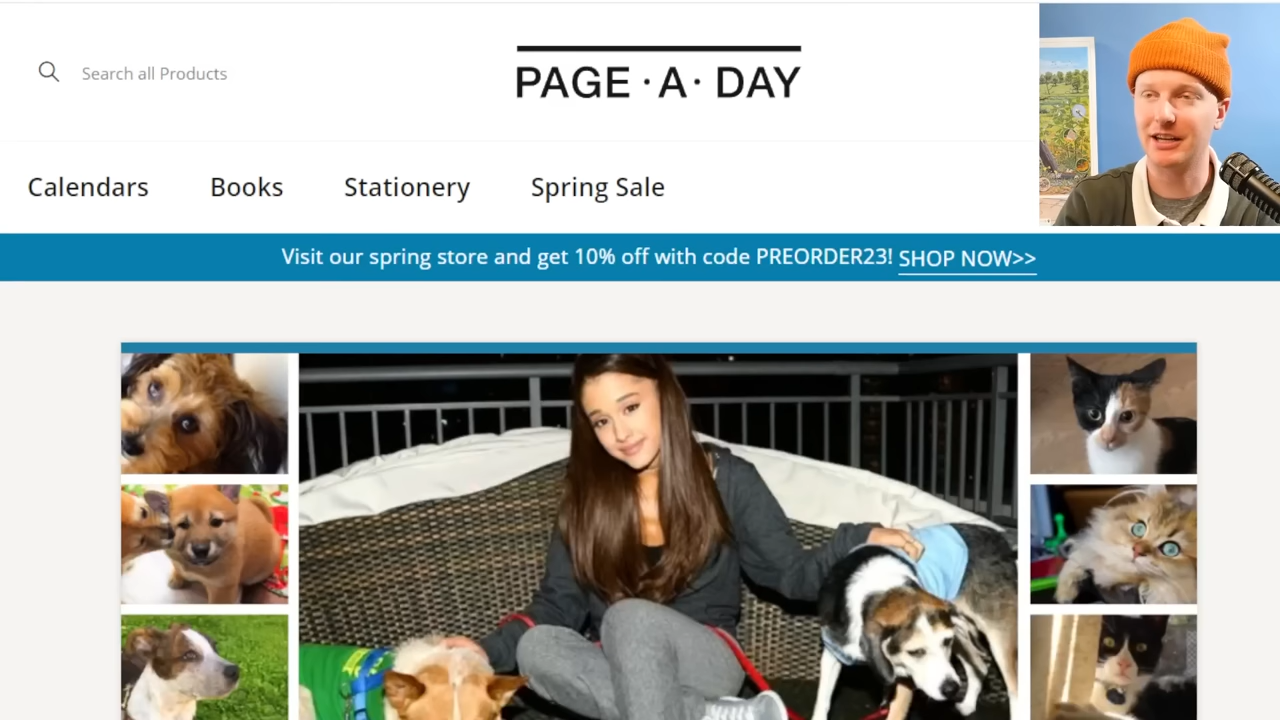 Search all Products
PAGE · A · DAY
Calendars Books Stationery Spring Sale
Visit our spring store and get 10% off with code PREORDER23! SHOP NOW>>